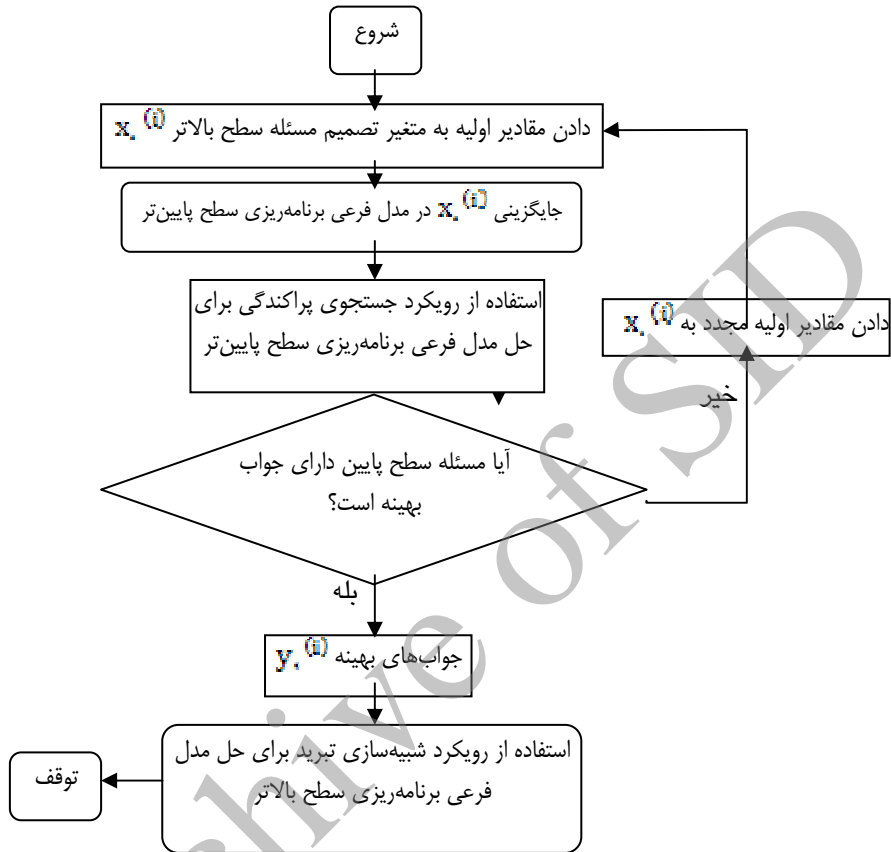 شروع
دادن مقادیر اولیه به متغیر تصمیم مسئله سطح بالاتر x. (i)
جایگزینی x. (i) در مدل فرعی برنامه‌ریزی سطح پایین‌تر
استفاده از رویکرد جستجوی پراکندگی برای
حل مدل فرعی برنامه‌ریزی سطح پایین‌تر
دادن مقادیر اولیه مجدد به x. (i)
خیر
آیا مسئله سطح پایین دارای جواب
بهینه است؟
بله
جواب‌های بهینه y. (i)
استفاده از رویکرد شبیه‌سازی تبرید برای حل مدل
فرعی برنامه‌ریزی سطح بالاتر
توقف
hive of SID